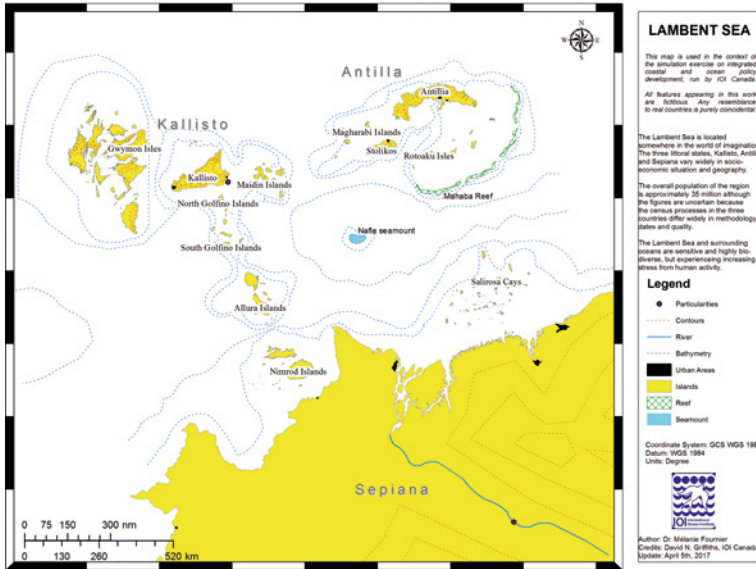 LAMBENT SEA
This map is used in the context of
the simulation exercise on integrated
coastal and ocean policy
development, run by IOI Canada.
All features appearing in this work
are fictitious. Any resemblance
to real countries is purely coincidental.
The Lambent Sea is located
somewhere in the world of imagination
The three littoral states, Kallisto, Antill
and Sepiana vary widely in socio-
economic situation and geography.
The overall population of the region
is approximately 35 million although
the figures are uncertain because
the census processes in the three
countries differ widely in methodology,
dates and quality.
The Lambent Sea and surrounding
oceans are sensitive and highly bio-
diverse, but experiencing increasing
stress from human activity.
Legend
Particularities
Contours
River
Bathymetry
Urban Areas
Islands
Reef
Seamount
Coordinate System: GCS WGS 198
Datum: WGS 1984
Units: Degree
IOI
International
Ocean Institute
Author: Dr. Mélanie Fournier
Credits: David N. Griffiths, IOI Canada
Update: April 5th, 2017
N
W E
S
Antilla
Antillia
Kallisto
Magharabi Islands
Gwymon Isles
Stolikos
Rotoaku Isles
Kallisto
Maidin Islands
Mahaba Reef
North Golfino Islands
Nafia seamount
South Golfino Islands
Salirosa Cays
Allura Islands
Nimrod Islands
Sepiana
0 75 150 300 nm
0 130 260 520 km